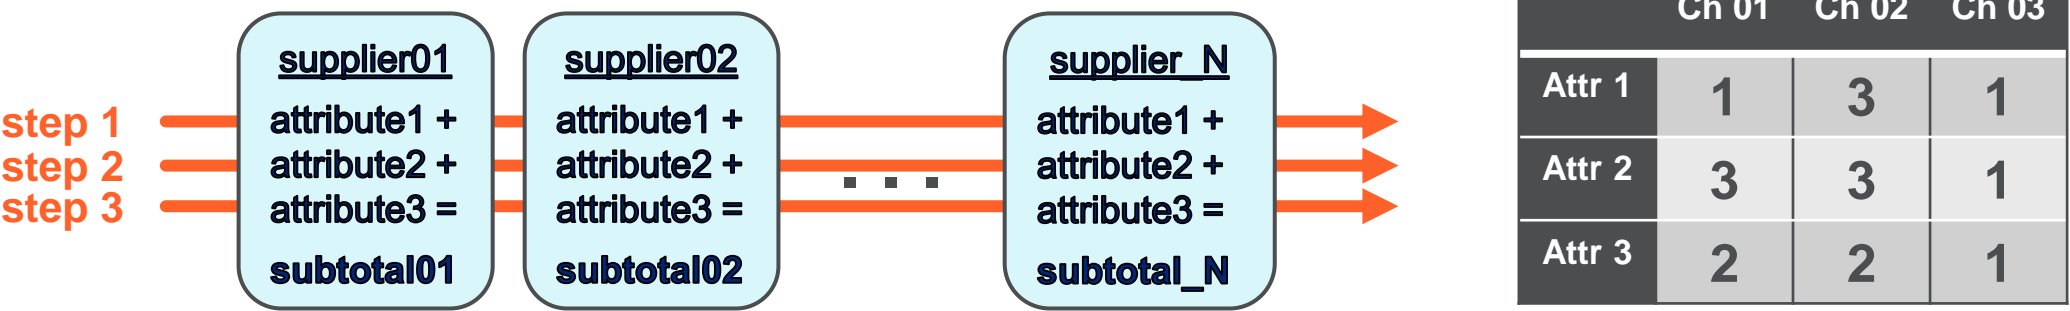 step 1
step 2
step 3
supplier01
attribute1 +
attribute2 +
attribute3 =
subtotal01
supplier02
attribute1 +
attribute2 +
attribute3 =
subtotal02
. . .
supplier_N
attribute1 +
attribute2 +
attribute3 =
subtotal_N
Ch 01 Ch 02 Ch 03
Attr 1 1 3 1
Attr 2 3 3 1
Attr 3 2 2 1